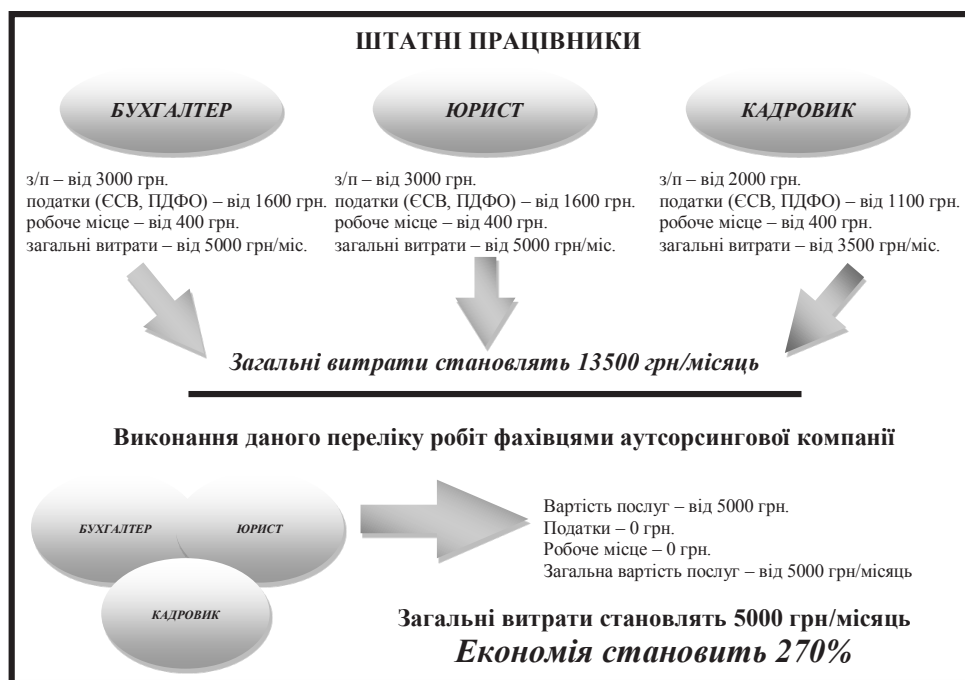 ШТАТНІ ПРАЦІВНИКИ
БУХГАЛТЕР
ЮРИСТ
КАДРОВИК
з/п – від 3000 грн.
податки (ЄСВ, ПДФО) – від 1600 грн.
робоче місце – від 400 грн.
загальні витрати – від 5000 грн/міс.
з/п – від 3000 грн.
податки (ЄСВ, ПДФО) – від 1600 грн.
робоче місце – від 400 грн.
загальні витрати – від 5000 грн/міс.
з/п – від 2000 грн.
податки (ЄСВ, ПДФО) – від 1100 грн.
робоче місце – від 400 грн.
загальні витрати – від 3500 грн/міс.
Загальні витрати становлять 13500 грн/місяць
Виконання даного переліку робіт фахівцями аутсорсингової компанії
БУХГАЛТЕР
ЮРИСТ
КАДРОВИК
Вартість послуг – від 5000 грн.
Податки – 0 грн.
Робоче місце – 0 грн.
Загальна вартість послуг – від 5000 грн/місяць
Загальні витрати становлять 5000 грн/місяць
Економія становить 270%